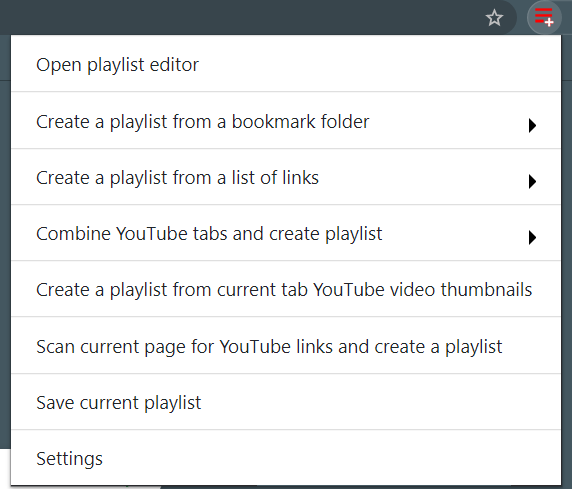 Open playlist editor
Create a playlist from a bookmark folder
Create a playlist from a list of links
Combine YouTube tabs and create playlist
Create a playlist from current tab YouTube video thumbnails
Scan current page for YouTube links and create a playlist
Save current playlist
Settings